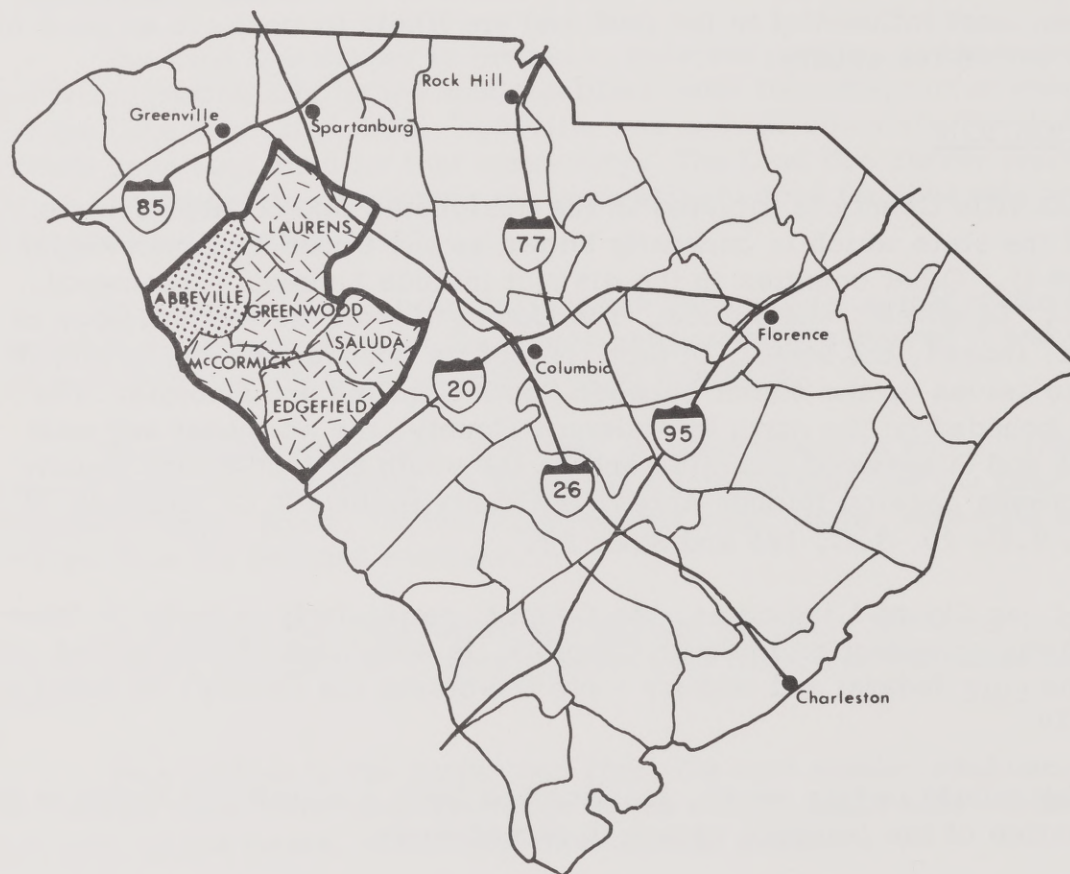 Rock Hill
Greenville
Spartanburg
85
LAURENS
77
ABBEVILLE
GREENWOOD
SALUDA
Florence
McCORMICK
Columbia
20
EDGEFIELD
95
26
Charleston